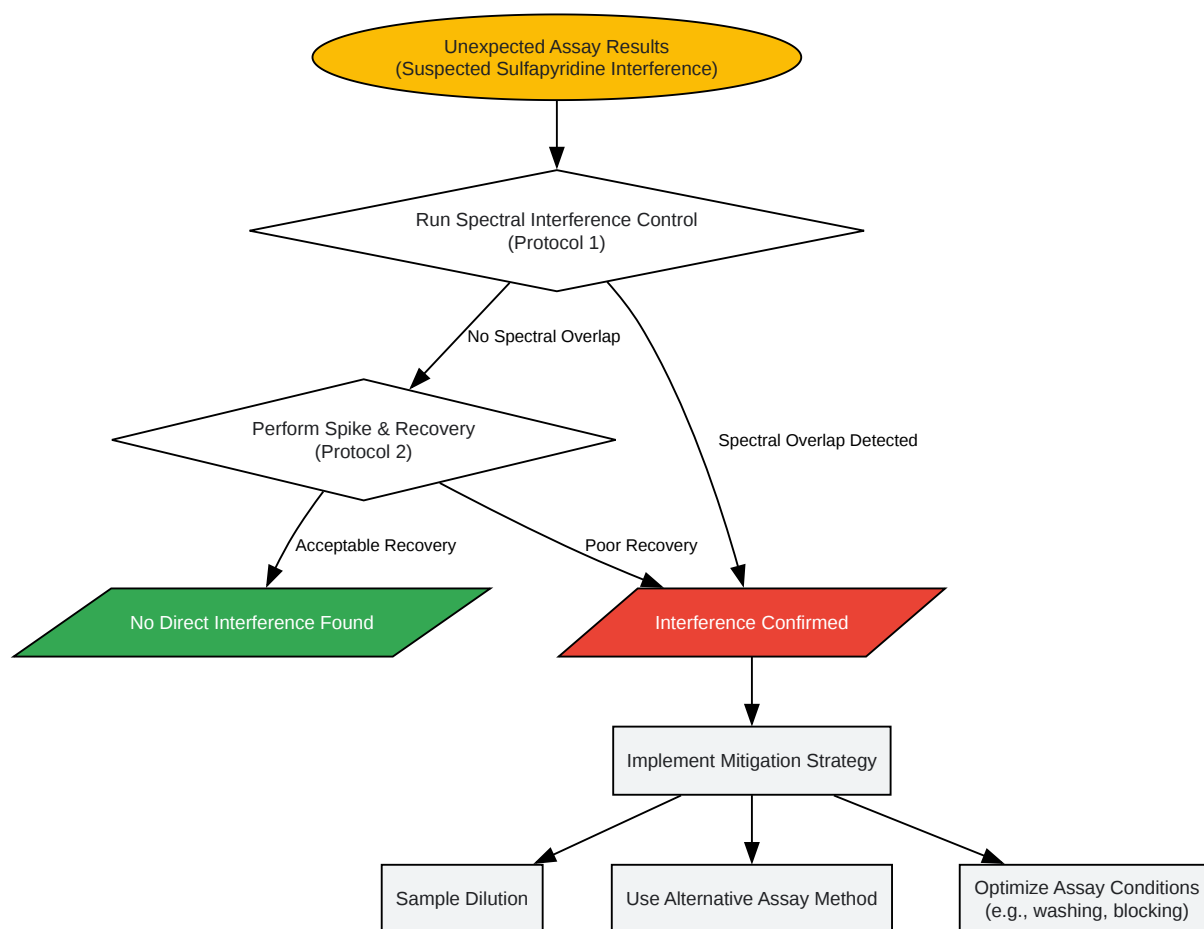 Unexpected Assay Results
(Suspected Sulfapyridine Interference)
Run Spectral Interference Control
(Protocol 1)
No Spectral Overlap
Perform Spike & Recovery
(Protocol 2)
Spectral Overlap Detected
Acceptable Recovery
Poor Recovery
No Direct Interference Found
Interference Confirmed
Implement Mitigation Strategy
Sample Dilution
Use Alternative Assay Method
Optimize Assay Conditions
(e.g., washing, blocking)